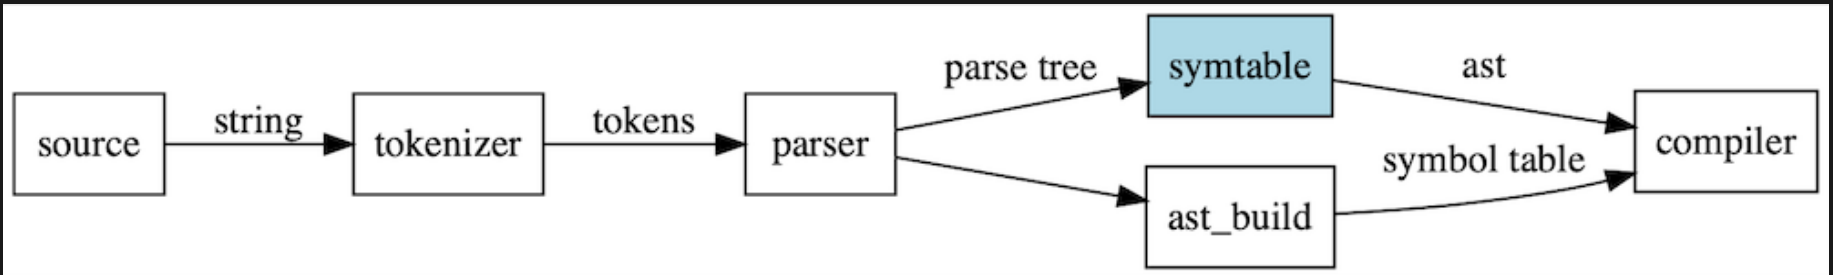 source
string
tokenizer
tokens
parser
parse tree
symtable
ast
ast_build
symbol table
compiler